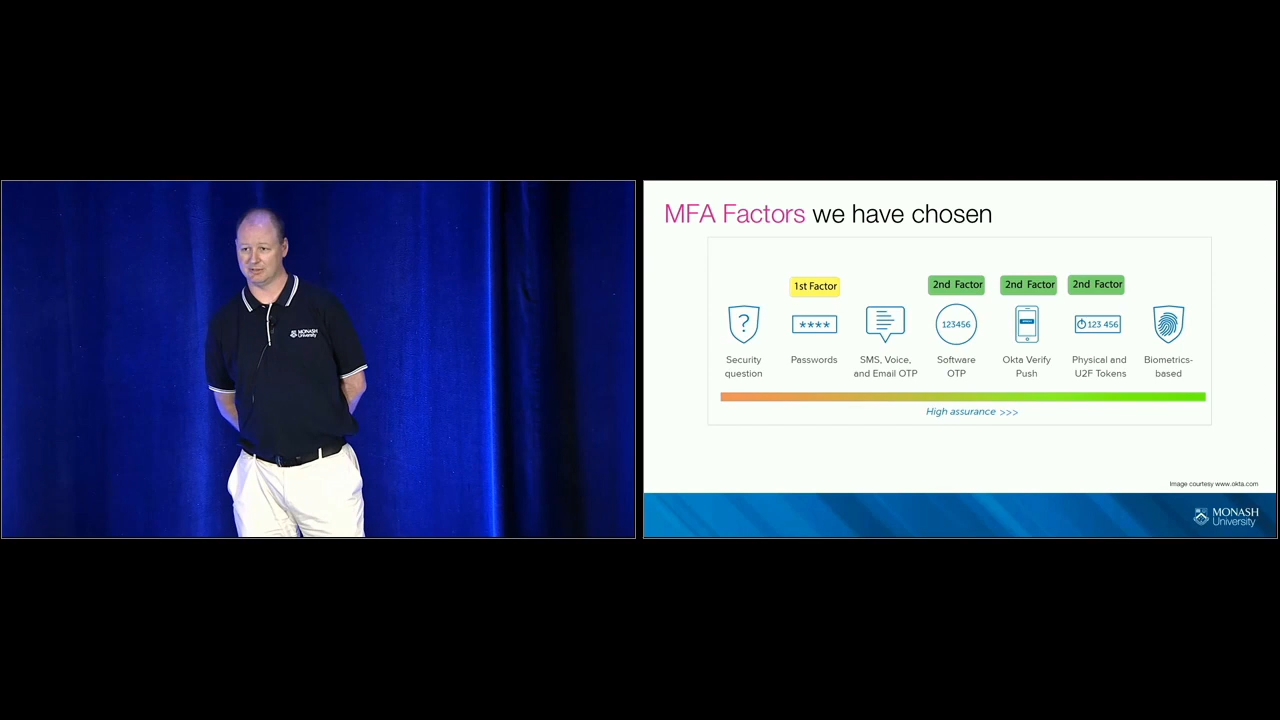 MONASH
University
MFA Factors we have chosen
1st Factor
2nd Factor
2nd Factor
2nd Factor
?
****
123456
123 456
Security
question
Passwords
SMS, Voice,
and Email OTP
Software
OTP
Okta Verify
Push
Physical and
U2F Tokens
Biometrics-
based
High assurance >>>
Image courtesy www.okta.com
MONASH
University